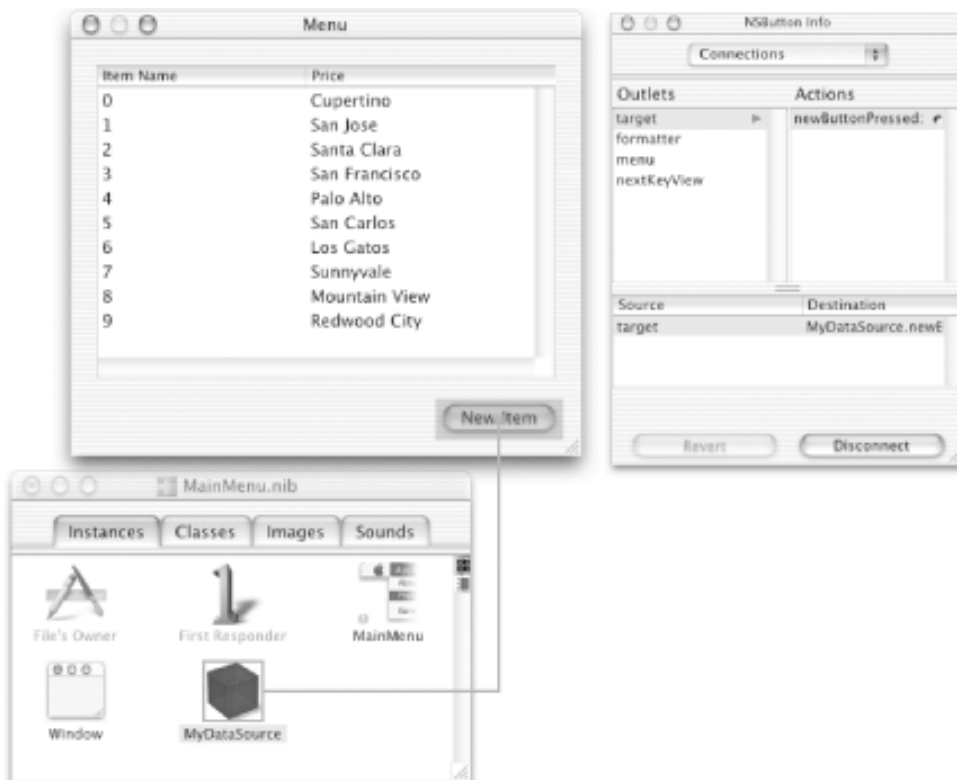 Menu
Item Name Price
0 Cupertino
1 San Jose
2 Santa Clara
3 San Francisco
4 Palo Alto
5 San Carlos
6 Los Gatos
7 Sunnyvale
8 Mountain View
9 Redwood City
New Item
NSButton Info
Connections
Outlets Actions
target newButtonPressed:
formatter
menu
nextKeyView
Source Destination
target MyDataSource.newB
Revert Disconnect
MainMenu.nib
Instances Classes Images Sounds
File's Owner First Responder MainMenu
Window MyDataSource